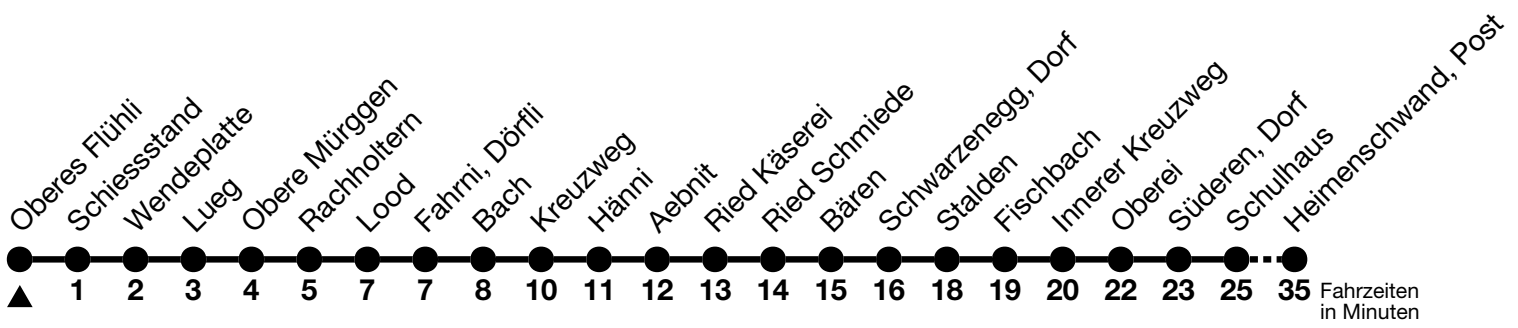 Oberes Flühli
Schiessstand
Wendeplatte
Lueg
Obere Mürggen
Rachholtern
Lood
Fahrni, Dörfli
Bach
Kreuzweg
Hänni
Aebnit
Ried Käserei
Ried Schmiede
Bären
Schwarzenegg, Dorf
Stalden
Fischbach
Innerer Kreuzweg
Oberei
Süderen, Dorf
Schulhaus
Heimenschwand, Post
1 2 3 4 5 7 7 8 10 11 12 13 14 15 16 18 19 20 22 23 25 35 Fahrzeiten
in Minuten